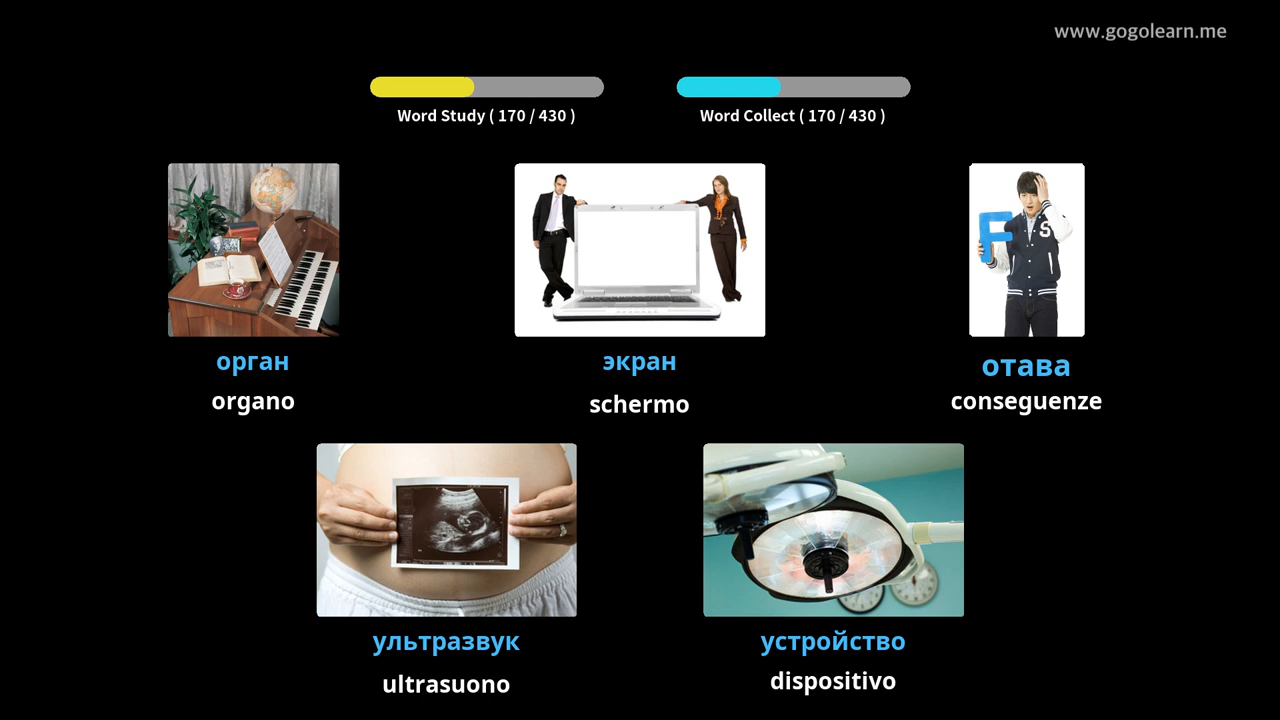 www.gogolearn.me
Word Study ( 170 / 430 )
Word Collect ( 170 / 430 )
F
S
орган
organo
экран
schermo
отава
conseguenze
ультразвук
ultrasuono
устройство
dispositivo